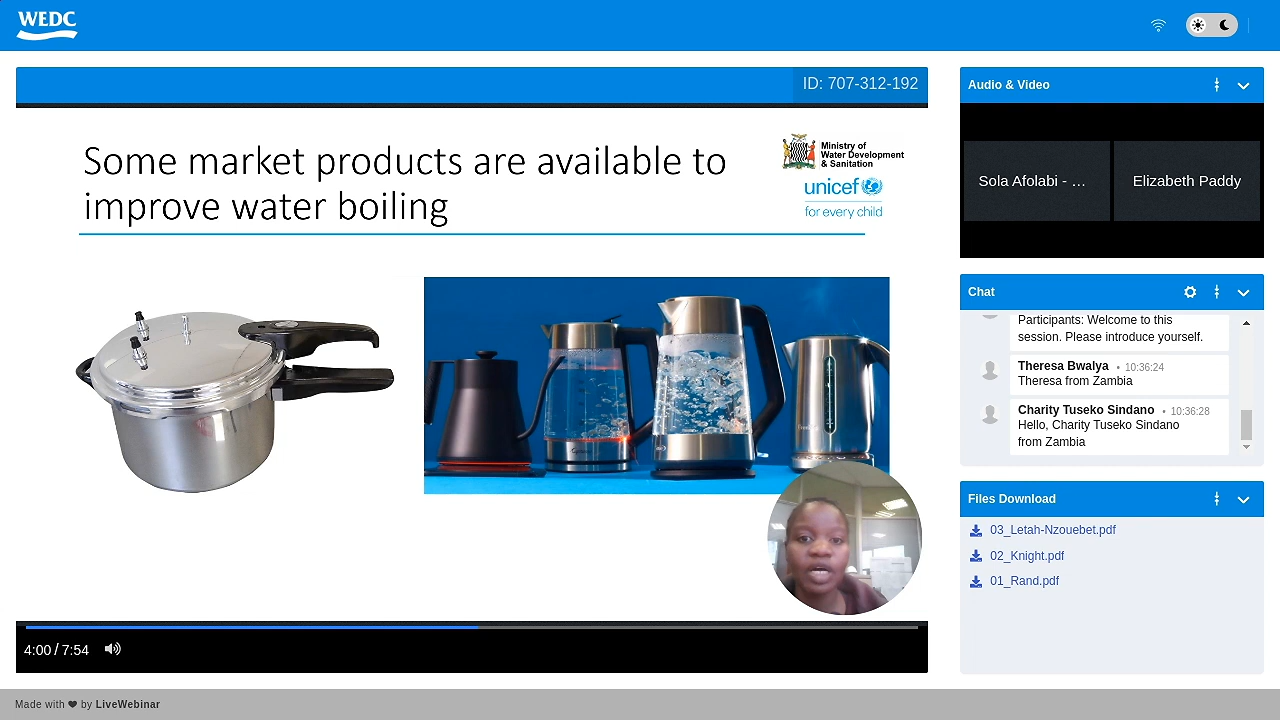 WEDC
ID: 707-312-192
Some market products are available to
improve water boiling
Ministry of
Water Development
& Sanitation
unicef
for every child
4:00 / 7:54
Audio & Video
Sola Afolabi - …
Elizabeth Paddy
Chat
Participants: Welcome to this
session. Please introduce yourself.
Theresa Bwalya • 10:36:24
Theresa from Zambia
Charity Tuseko Sindano • 10:36:28
Hello, Charity Tuseko Sindano
from Zambia
Files Download
03_Letah-Nzouebet.pdf
02_Knight.pdf
01_Rand.pdf
Made with ❤ by LiveWebinar